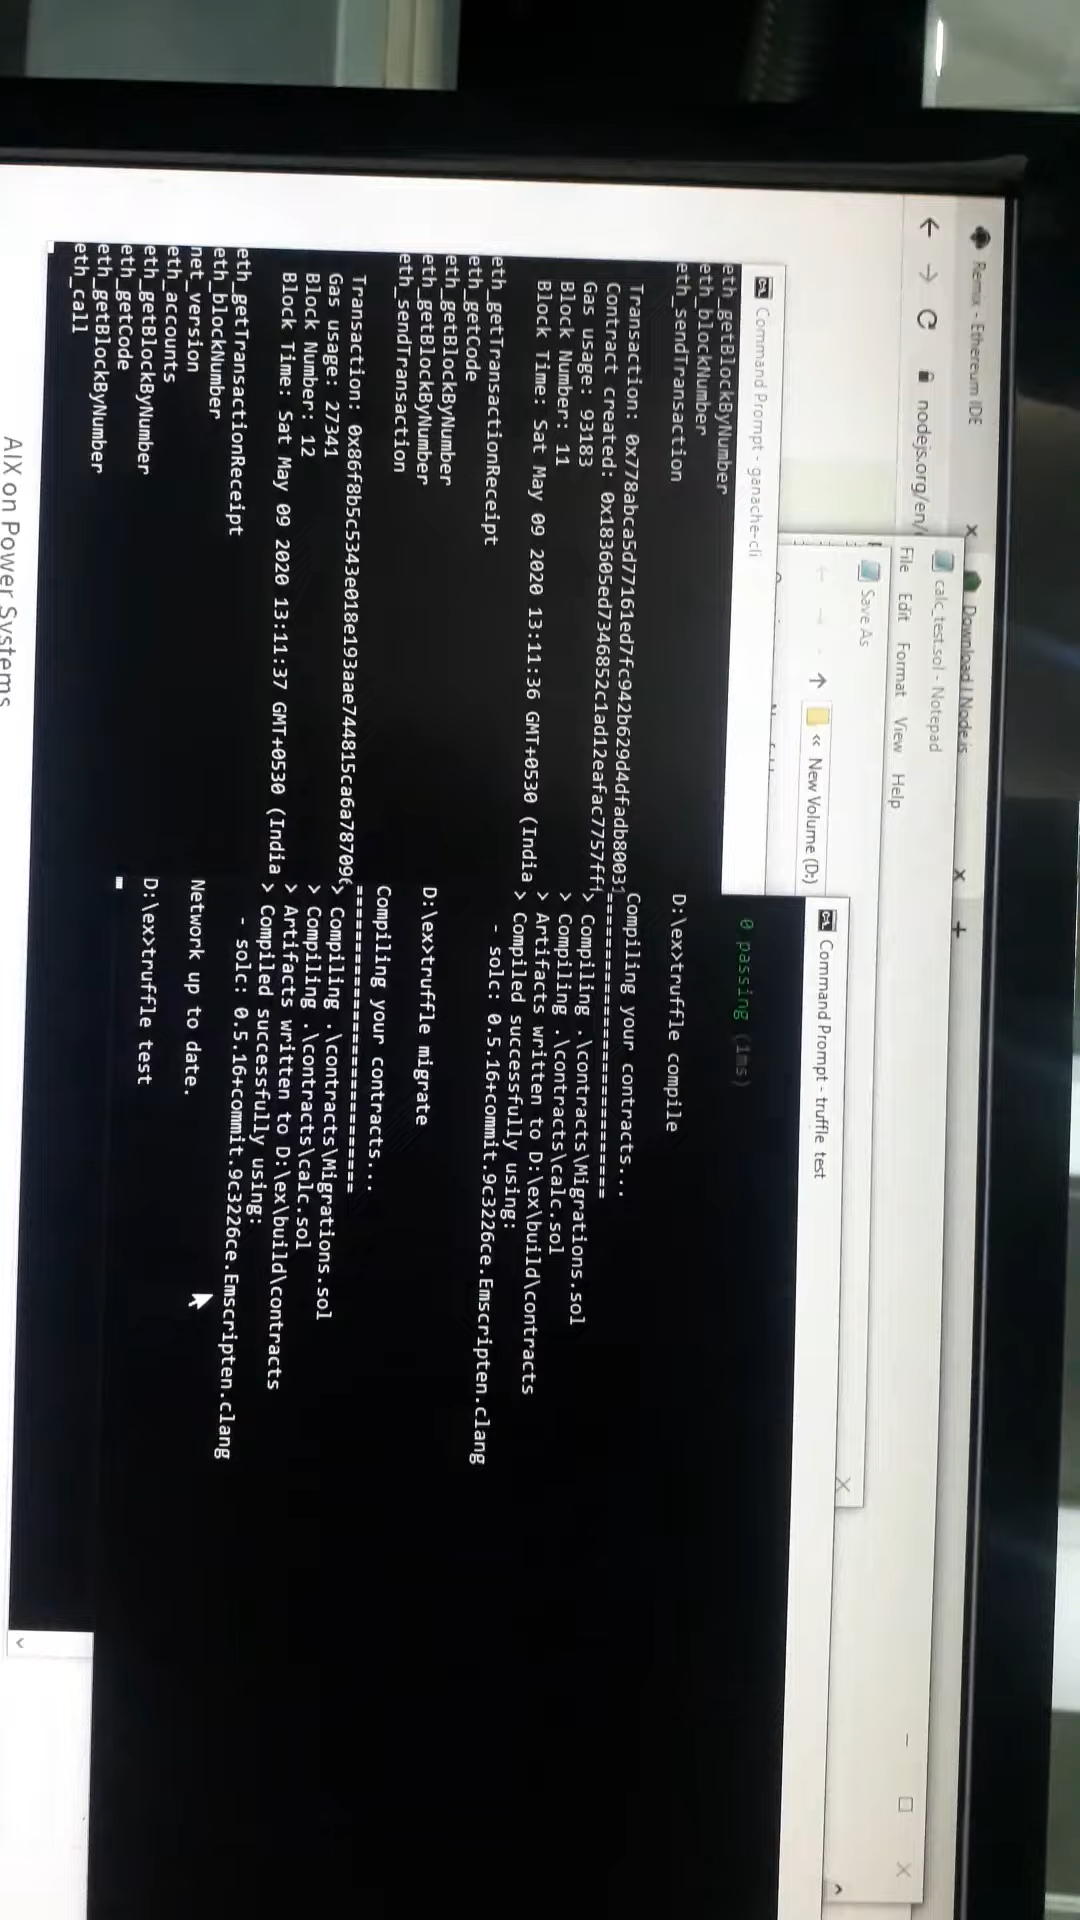 Remix - Ethereum IDE
Download | Node.js
nodejs.org/en/
calc_test.sol - Notepad
File Edit Format View Help
Save As
« New Volume (D:)
Command Prompt - ganache-cli
eth_getBlockByNumber
eth_blockNumber
eth_sendTransaction
Transaction: 0x778abca5d77161ed7fc942b629d4dfadb80031
Contract created: 0x183605ed7346852c1ad12eafac7757ff1
Gas usage: 93183
Block Number: 11
Block Time: Sat May 09 2020 13:11:36 GMT+0530 (India
eth_getTransactionReceipt
eth_getCode
eth_getBlockByNumber
eth_getBlockByNumber
eth_sendTransaction
Transaction: 0x86f8b5c5343e018e193aae744815ca6a787096
Gas usage: 27341
Block Number: 12
Block Time: Sat May 09 2020 13:11:37 GMT+0530 (India
eth_getTransactionReceipt
eth_blockNumber
net_version
eth_accounts
eth_getBlockByNumber
eth_getCode
eth_getBlockByNumber
eth_call
Command Prompt - truffle test
0 passing (1ms)
D:\ex>truffle compile
Compiling your contracts...
===========================
> Compiling .\contracts\Migrations.sol
> Compiling .\contracts\calc.sol
> Artifacts written to D:\ex\build\contracts
> Compiled successfully using:
- solc: 0.5.16+commit.9c3226ce.Emscripten.clang
D:\ex>truffle migrate
Compiling your contracts...
===========================
> Compiling .\contracts\Migrations.sol
> Compiling .\contracts\calc.sol
> Artifacts written to D:\ex\build\contracts
> Compiled successfully using:
- solc: 0.5.16+commit.9c3226ce.Emscripten.clang
Network up to date.
D:\ex>truffle test
AIX on Power Systems